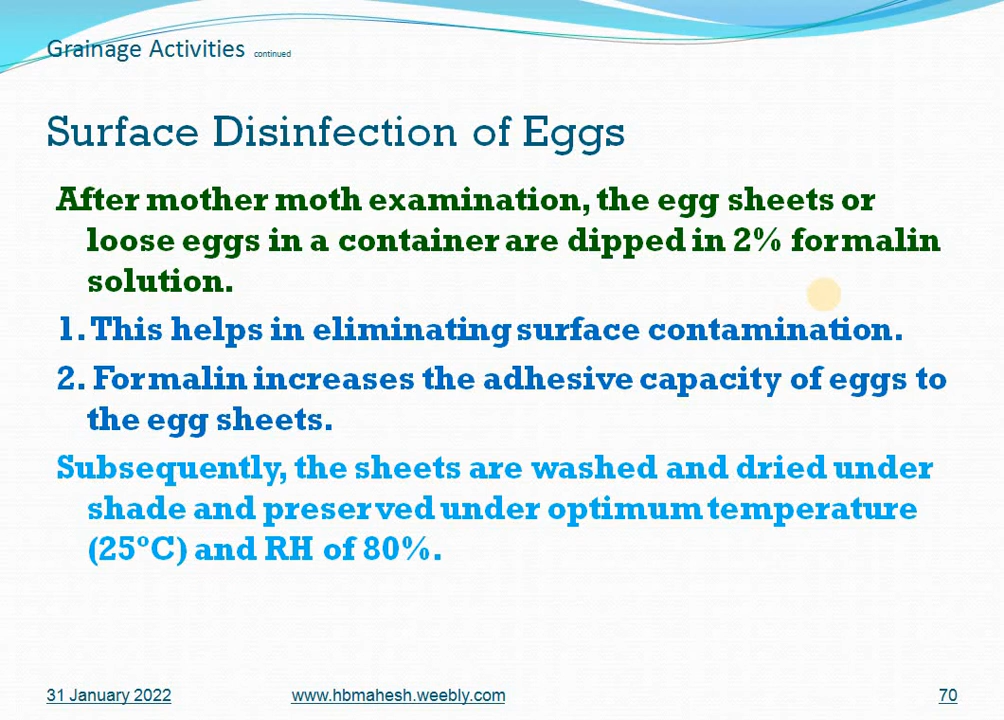 Grainage Activities continued
Surface Disinfection of Eggs
After mother moth examination, the egg sheets or
loose eggs in a container are dipped in 2% formalin
solution.
1. This helps in eliminating surface contamination.
2. Formalin increases the adhesive capacity of eggs to
the egg sheets.
Subsequently, the sheets are washed and dried under
shade and preserved under optimum temperature
(25°C) and RH of 80%.
31 January 2022 www.hbmahesh.weebly.com 70